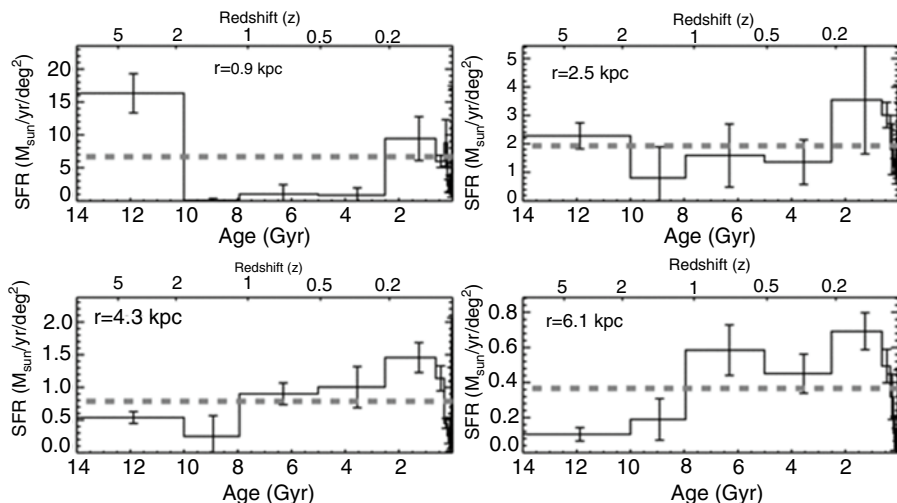 Redshift (z)
5 2 1 0.5 0.2
r=0.9 kpc
SFR (M_sun/yr/deg²)
20
15
10
5
0
14 12 10 8 6 4 2
Age (Gyr)
Redshift (z)
5 2 1 0.5 0.2
r=2.5 kpc
SFR (M_sun/yr/deg²)
5
4
3
2
1
0
14 12 10 8 6 4 2
Age (Gyr)
Redshift (z)
5 2 1 0.5 0.2
r=4.3 kpc
SFR (M_sun/yr/deg²)
2.0
1.5
1.0
0.5
0.0
14 12 10 8 6 4 2
Age (Gyr)
Redshift (z)
5 2 1 0.5 0.2
r=6.1 kpc
SFR (M_sun/yr/deg²)
0.8
0.6
0.4
0.2
0.0
14 12 10 8 6 4 2
Age (Gyr)